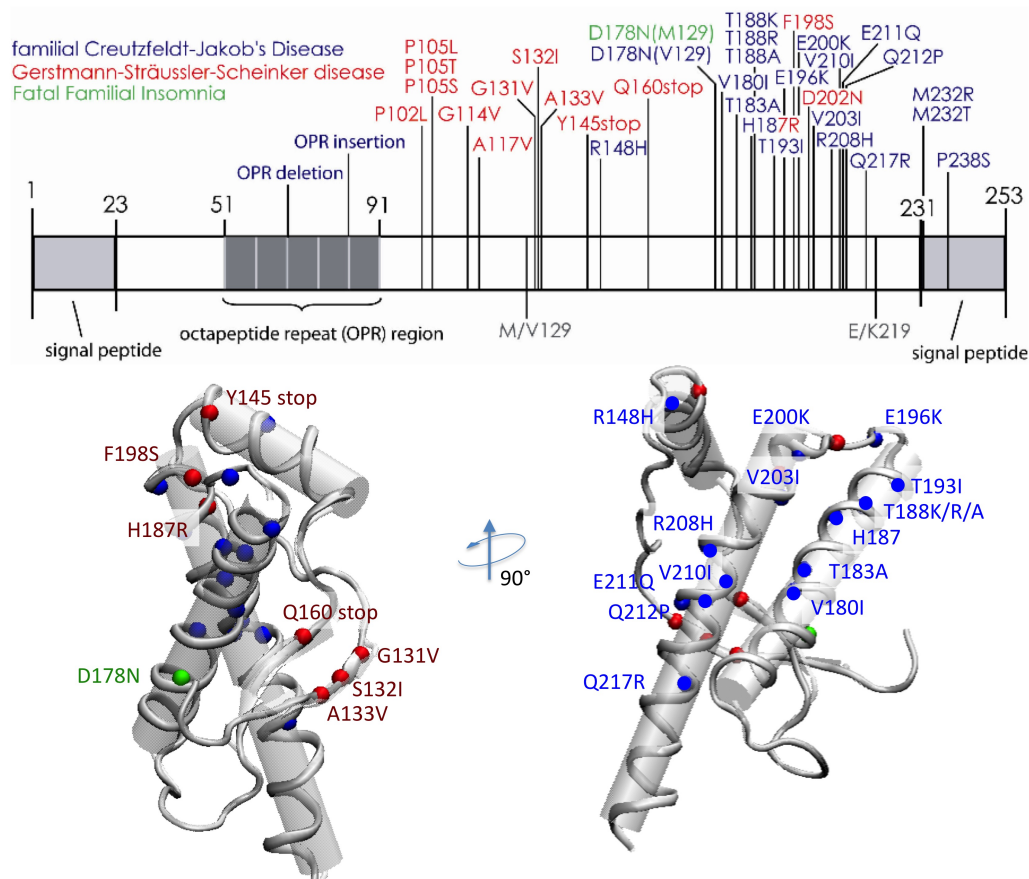 familial Creutzfeldt-Jakob's Disease
Gerstmann-Sträussler-Scheinker disease
Fatal Familial Insomnia
P105L
P105T
P105S
P102L
G114V
A117V
S132I
G131V
A133V
Y145stop
R148H
Q160stop
D178N(M129)
D178N(V129)
V180I
T183A
H187R
T193I
T188K
T188R
T188A
E196K
F198S
D202N
E200K
V210I
V203I
R208H
E211Q
Q212P
Q217R
M232R
M232T
P238S
OPR insertion
OPR deletion
1
23
51
91
231
253
signal peptide
octapeptide repeat (OPR) region
M/V129
E/K219
signal peptide
Y145 stop
F198S
H187R
Q160 stop
D178N
G131V
S132I
A133V
90°
R148H
E200K
E196K
V203I
T193I
T188K/R/A
R208H
H187
E211Q
V210I
T183A
Q212P
V180I
Q217R